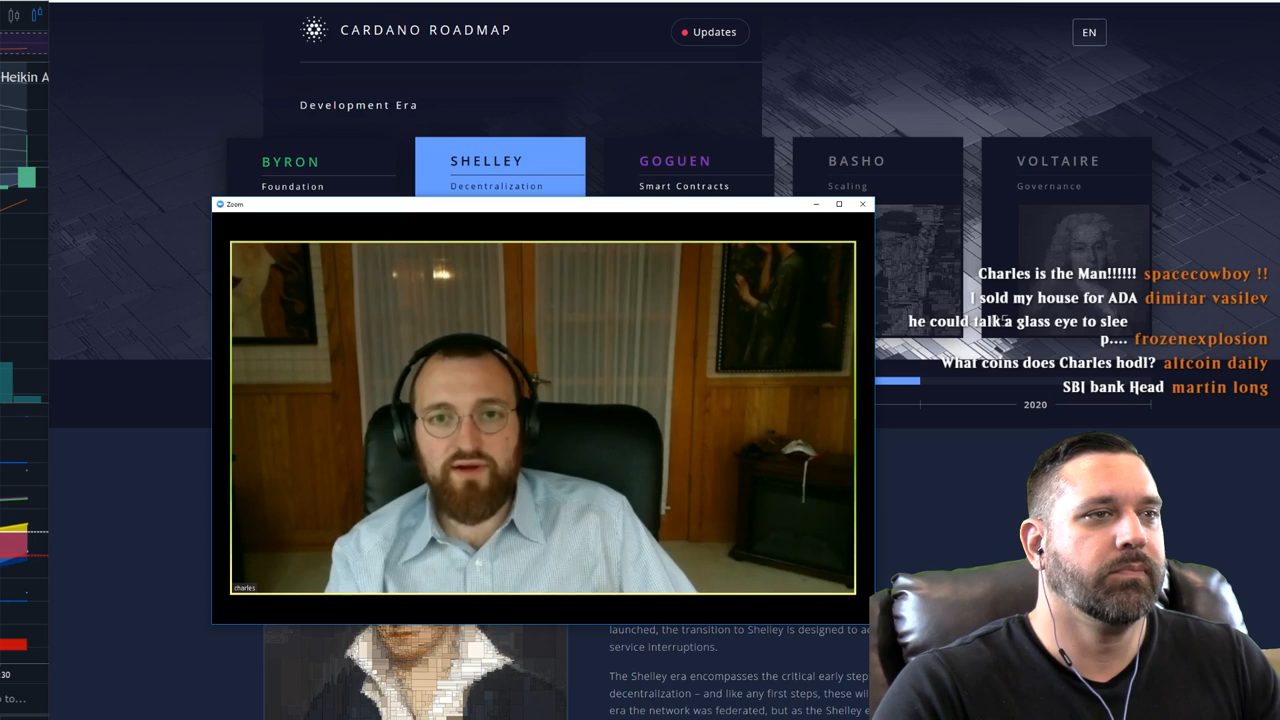 CARDANO ROADMAP
Updates
EN
Heikin A
Development Era
BYRON
Foundation
SHELLEY
Decentralization
GOGUEN
Smart Contracts
BASHO
Scaling
VOLTAIRE
Governance
Zoom
Charles is the Man!!!!!! spacecowboy !!
I sold my house for ADA dimitar vasilev
he could talk a glass eye to slee
p.... frozenexplosion
What coins does Charles hodl? altcoin daily
SBI bank Head martin long
2020
charles
launched, the transition to Shelley is designed to
service interruptions.
The Shelley era encompasses the critical early step
decentralization – and like any first steps, these wil
era the network was federated, but as the Shelley
:30
to...